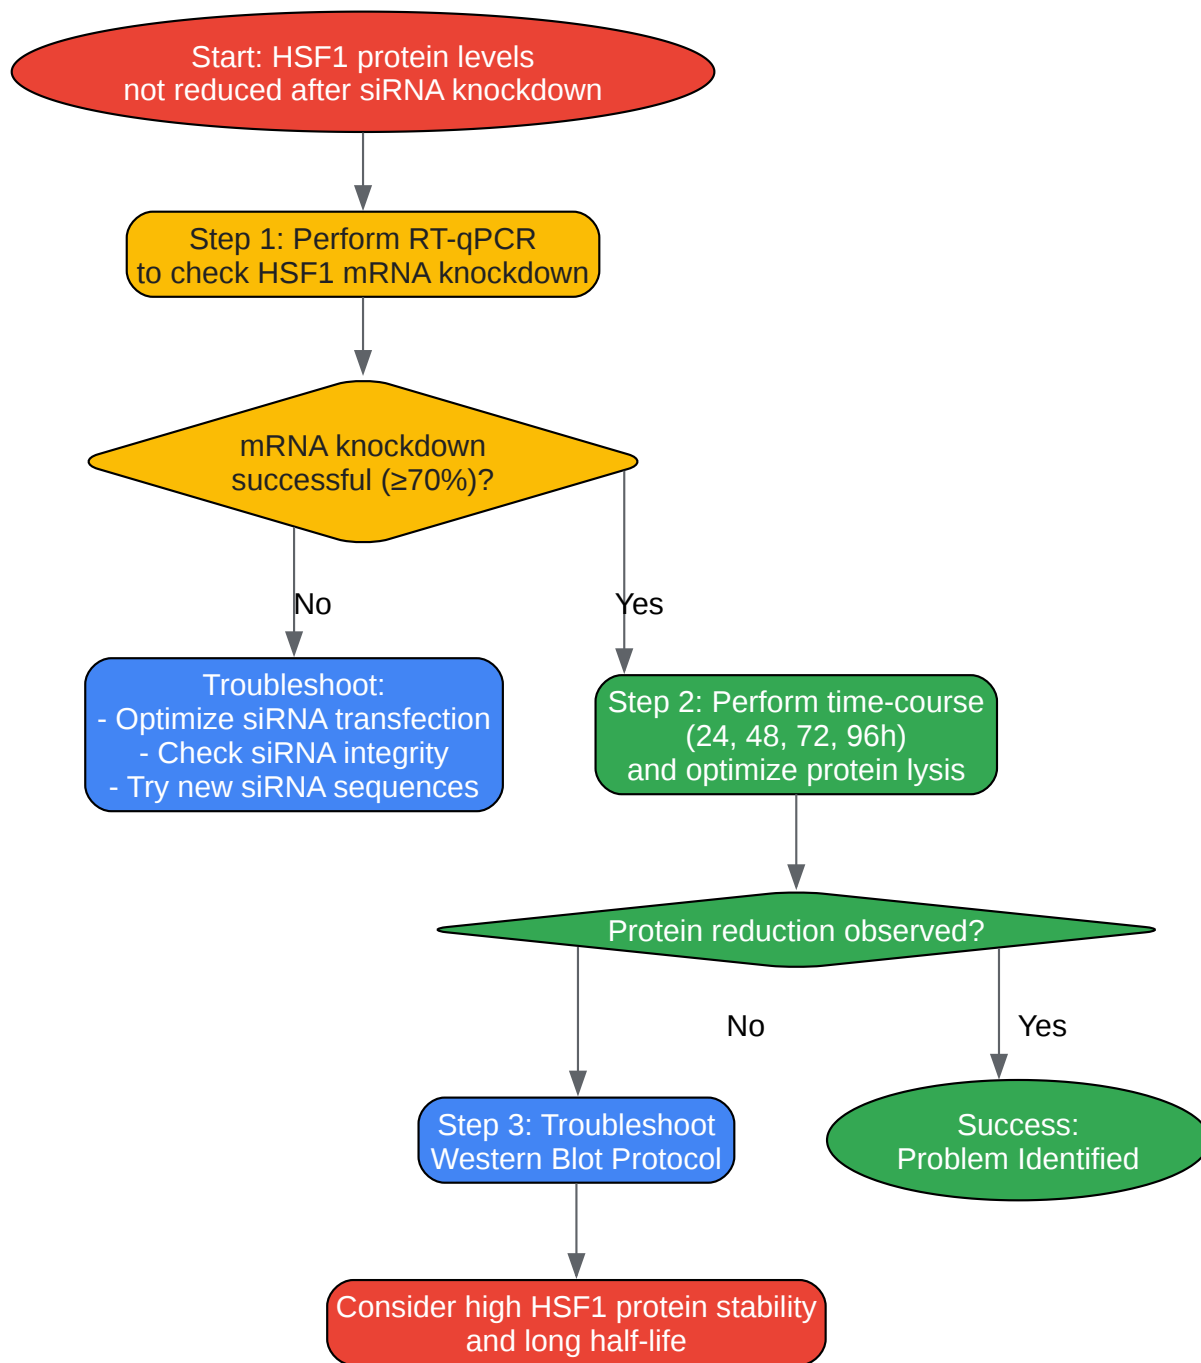 Start: HSF1 protein levels
not reduced after siRNA knockdown
Step 1: Perform RT-qPCR
to check HSF1 mRNA knockdown
mRNA knockdown
successful (≥70%)?
No
Yes
Troubleshoot:
- Optimize siRNA transfection
- Check siRNA integrity
- Try new siRNA sequences
Step 2: Perform time-course
(24, 48, 72, 96h)
and optimize protein lysis
Protein reduction observed?
No
Yes
Step 3: Troubleshoot
Western Blot Protocol
Success:
Problem Identified
Consider high HSF1 protein stability
and long half-life